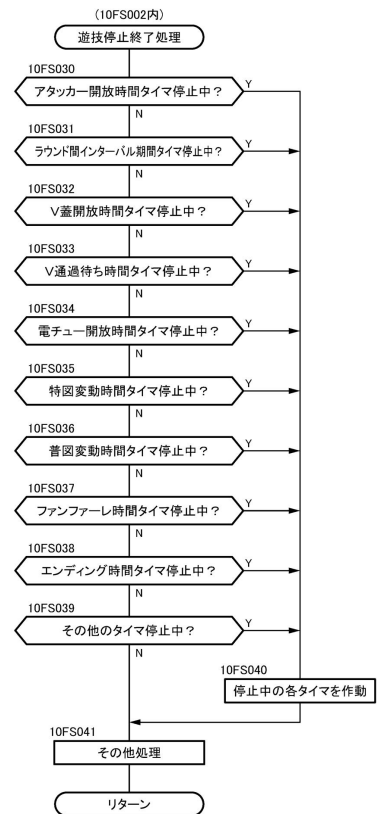 (10FS002内)
遊技停止終了処理
10FS030
アタッカー開放時間タイマ停止中？
Y
N
10FS031
ラウンド間インターバル期間タイマ停止中？
Y
N
10FS032
V蓋開放時間タイマ停止中？
Y
N
10FS033
V通過待ち時間タイマ停止中？
Y
N
10FS034
電チュー開放時間タイマ停止中？
Y
N
10FS035
特図変動時間タイマ停止中？
Y
N
10FS036
普図変動時間タイマ停止中？
Y
N
10FS037
ファンファーレ時間タイマ停止中？
Y
N
10FS038
エンディング時間タイマ停止中？
Y
N
10FS039
その他のタイマ停止中？
Y
N
10FS040
停止中の各タイマを作動
10FS041
その他処理
リターン